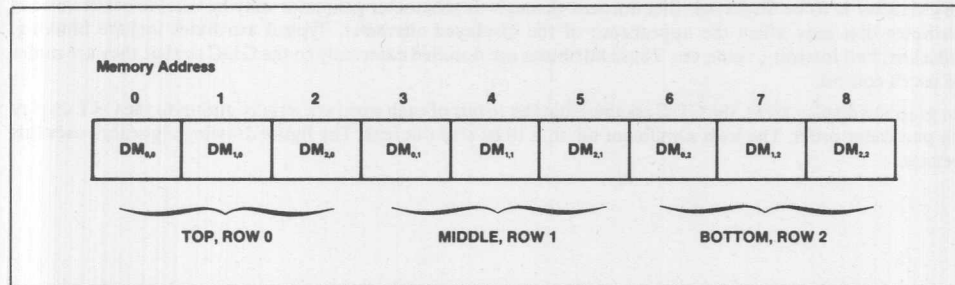 Memory Address
0 1 2 3 4 5 6 7 8
DM0,0 DM1,0 DM2,0 DM0,1 DM1,1 DM2,1 DM0,2 DM1,2 DM2,2
TOP, ROW 0 MIDDLE, ROW 1 BOTTOM, ROW 2